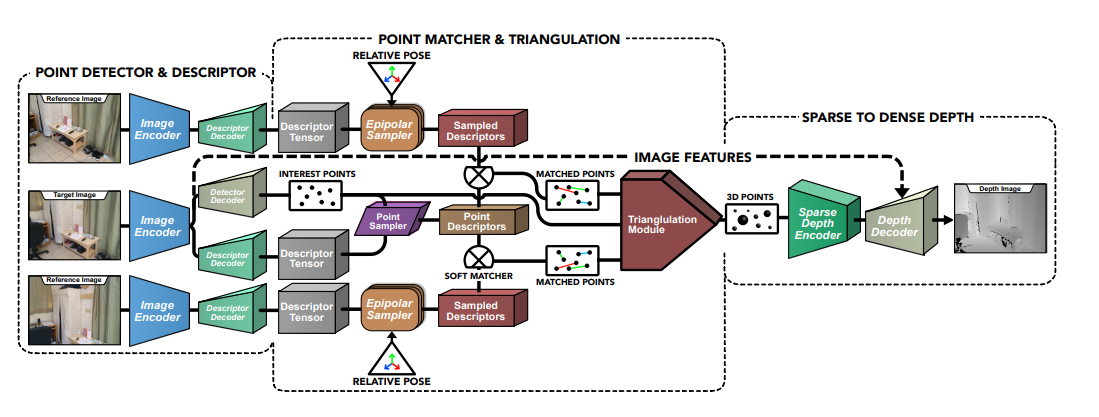 POINT MATCHER & TRIANGULATION
RELATIVE POSE
POINT DETECTOR & DESCRIPTOR
Reference Image
Image
Encoder
Descriptor
Decoder
Descriptor
Tensor
Epipolar
Sampler
Sampled
Descriptors
SPARSE TO DENSE DEPTH
IMAGE FEATURES
INTEREST POINTS
MATCHED POINTS
Target Image
Image
Encoder
Detector
Decoder
Point
Sampler
Point
Descriptors
Trianglulation
Module
3D POINTS
Sparse
Depth
Encoder
Depth
Decoder
Depth Image
Descriptor
Decoder
Descriptor
Tensor
SOFT MATCHER
MATCHED POINTS
Reference Image
Image
Encoder
Descriptor
Decoder
Descriptor
Tensor
Epipolar
Sampler
Sampled
Descriptors
RELATIVE POSE